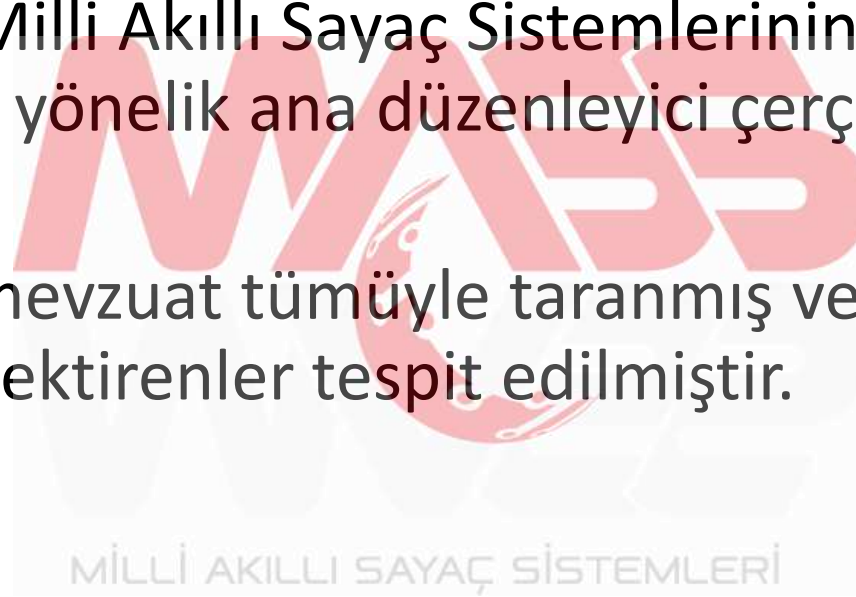 Milli Akıllı Sayaç Sistemlerinin
yönelik ana düzenleyici çerç
mevzuat tümüyle taranmış ve
ektirenler tespit edilmiştir.
MASS
MİLLİ AKILLI SAYAÇ SİSTEMLERİ